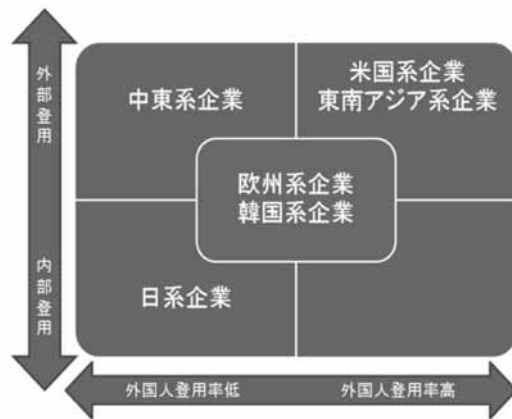 外部登用
内部登用
中東系企業
米国系企業
東南アジア系企業
欧州系企業
韓国系企業
日系企業
外国人登用率低
外国人登用率高